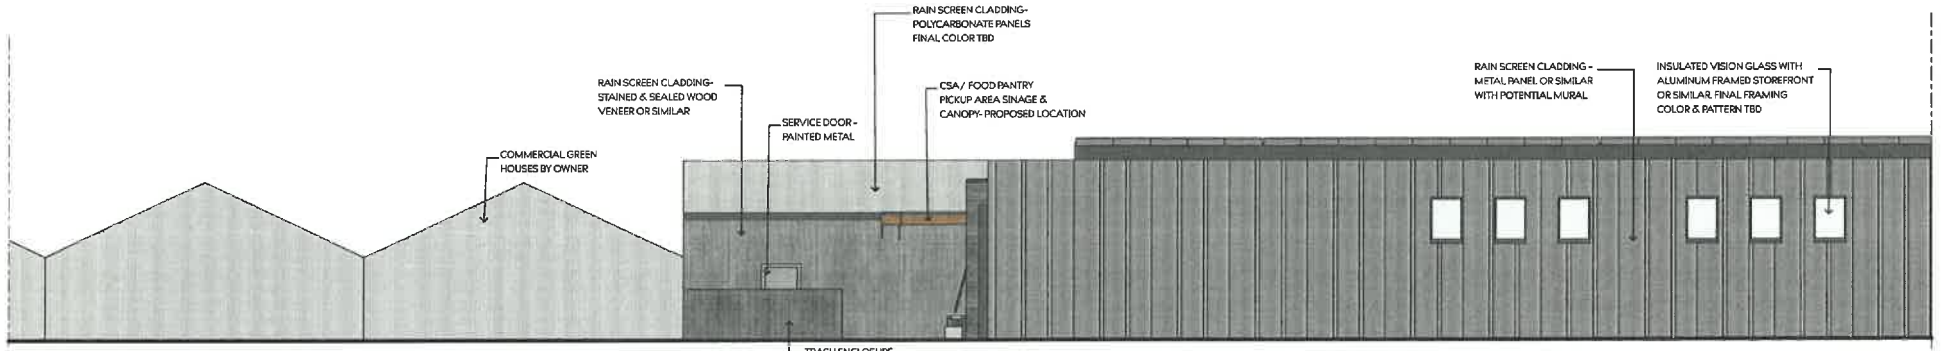 RAIN SCREEN CLADDING-
POLYCARBONATE PANELS
FINAL COLOR TBD
RAIN SCREEN CLADDING-
STAINED & SEALED WOOD
VENEER OR SIMILAR
CSA/ FOOD PANTRY
PICKUP AREA SINAGE &
CANOPY- PROPOSED LOCATION
SERVICE DOOR -
PAINTED METAL
COMMERCIAL GREEN
HOUSES BY OWNER
RAIN SCREEN CLADDING -
METAL PANEL OR SIMILAR
WITH POTENTIAL MURAL
INSULATED VISION GLASS WITH
ALUMINUM FRAMED STOREFRONT
OR SIMILAR. FINAL FRAMING
COLOR & PATTERN TBD
TRASH ENCLOSURE